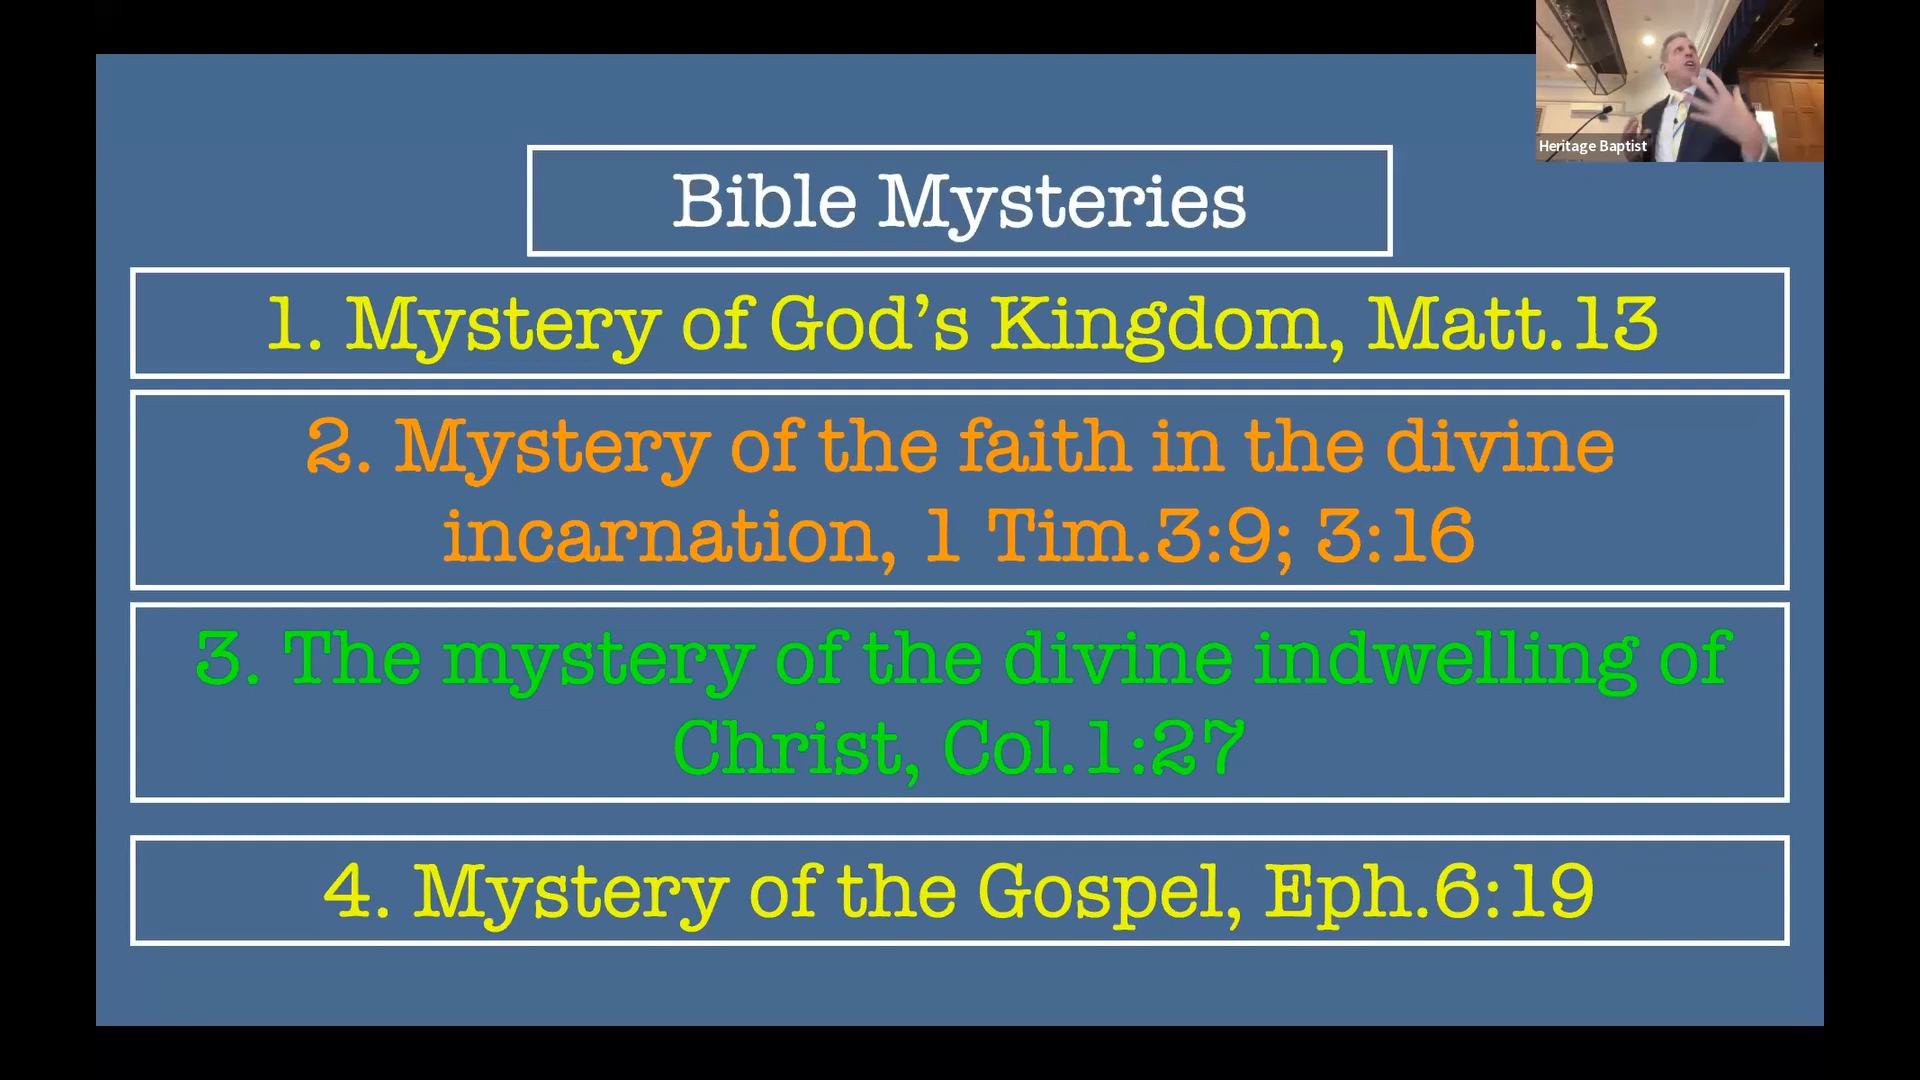 Heritage Baptist
Bible Mysteries
1. Mystery of God’s Kingdom, Matt.13
2. Mystery of the faith in the divine
incarnation, 1 Tim.3:9; 3:16
3. The mystery of the divine indwelling of
Christ, Col.1:27
4. Mystery of the Gospel, Eph.6:19